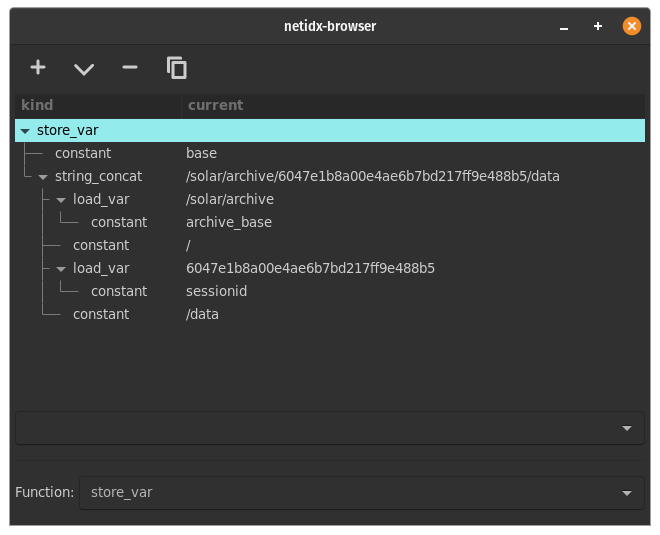 netidx-browser
kind current
store_var
constant base
string_concat /solar/archive/6047e1b8a00e4ae6b7bd217ff9e488b5/data
load_var /solar/archive
constant archive_base
constant /
load_var 6047e1b8a00e4ae6b7bd217ff9e488b5
constant sessionid
constant /data
Function: store_var